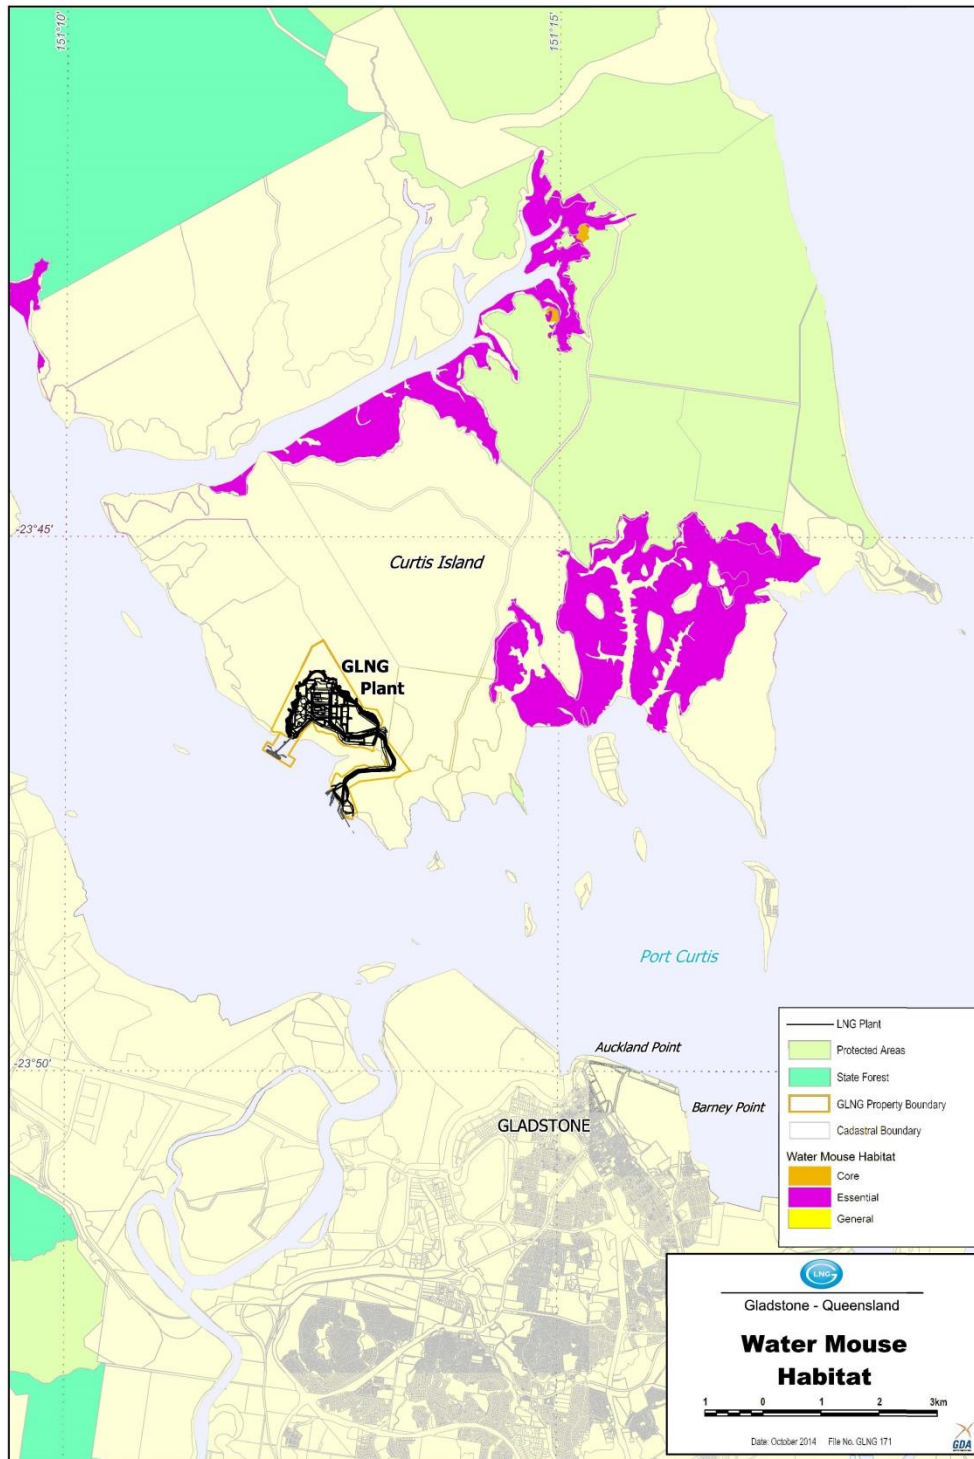 151°10'
151°15'
-23°45'
Curtis Island
GLNG
Plant
Port Curtis
-23°50'
Auckland Point
Barney Point
GLADSTONE
LNG Plant
Protected Areas
State Forest
GLNG Property Boundary
Cadastral Boundary
Water Mouse Habitat
Core
Essential
General
LNG
Gladstone - Queensland
Water Mouse
Habitat
1 0 1 2 3km
Date: October 2014 File No. GLNG 171
GDA